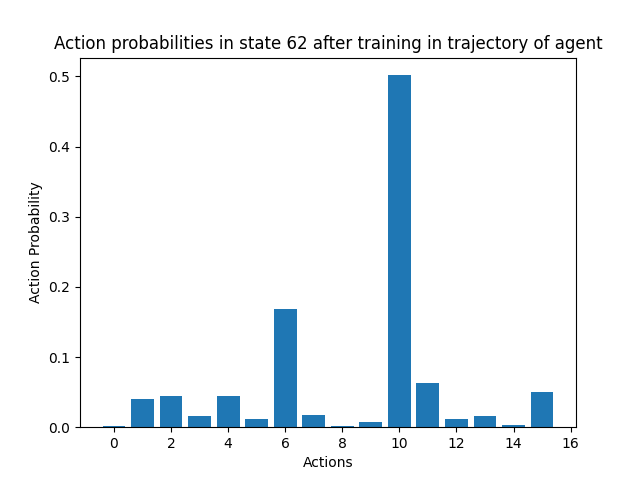 Action probabilities in state 62 after training in trajectory of agent
0.5
0.4
0.3
0.2
0.1
0.0
Action Probability
0 2 4 6 8 10 12 14 16
Actions